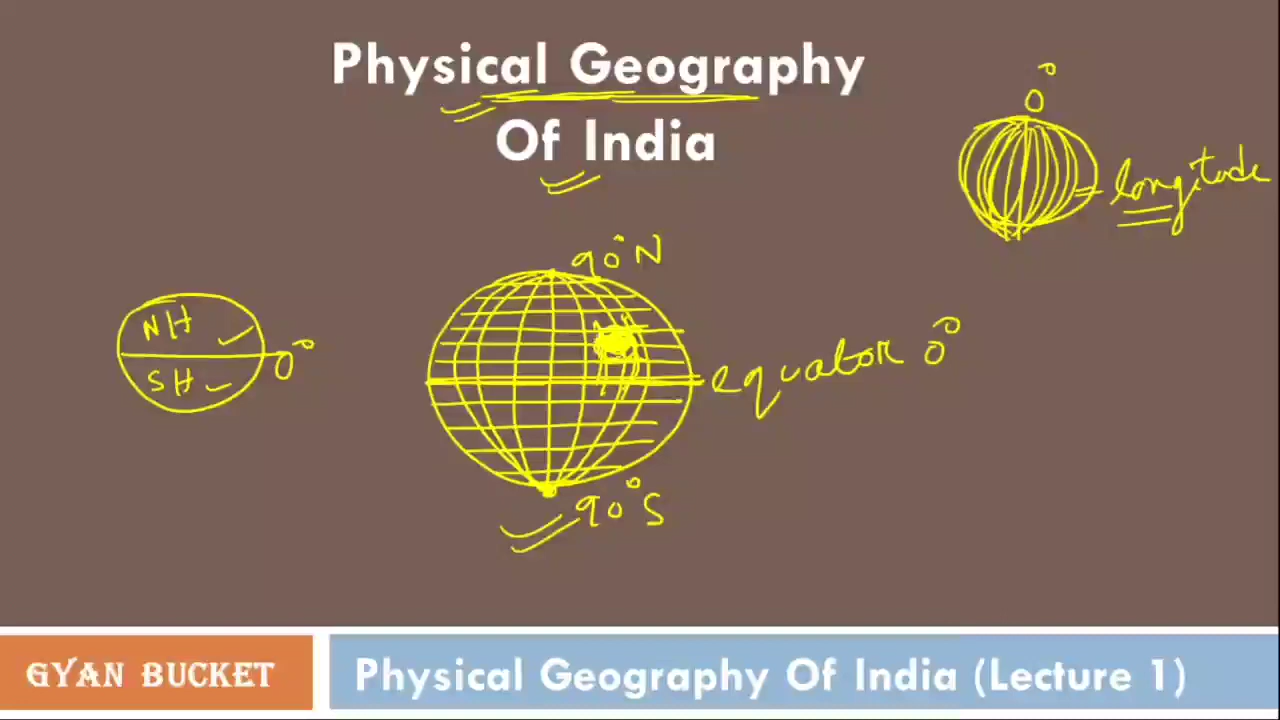 Physical Geography
Of India
0°
longitude
90°N
NH
SH
0°
equator 0°
90°S
GYAN BUCKET
Physical Geography Of India (Lecture 1)